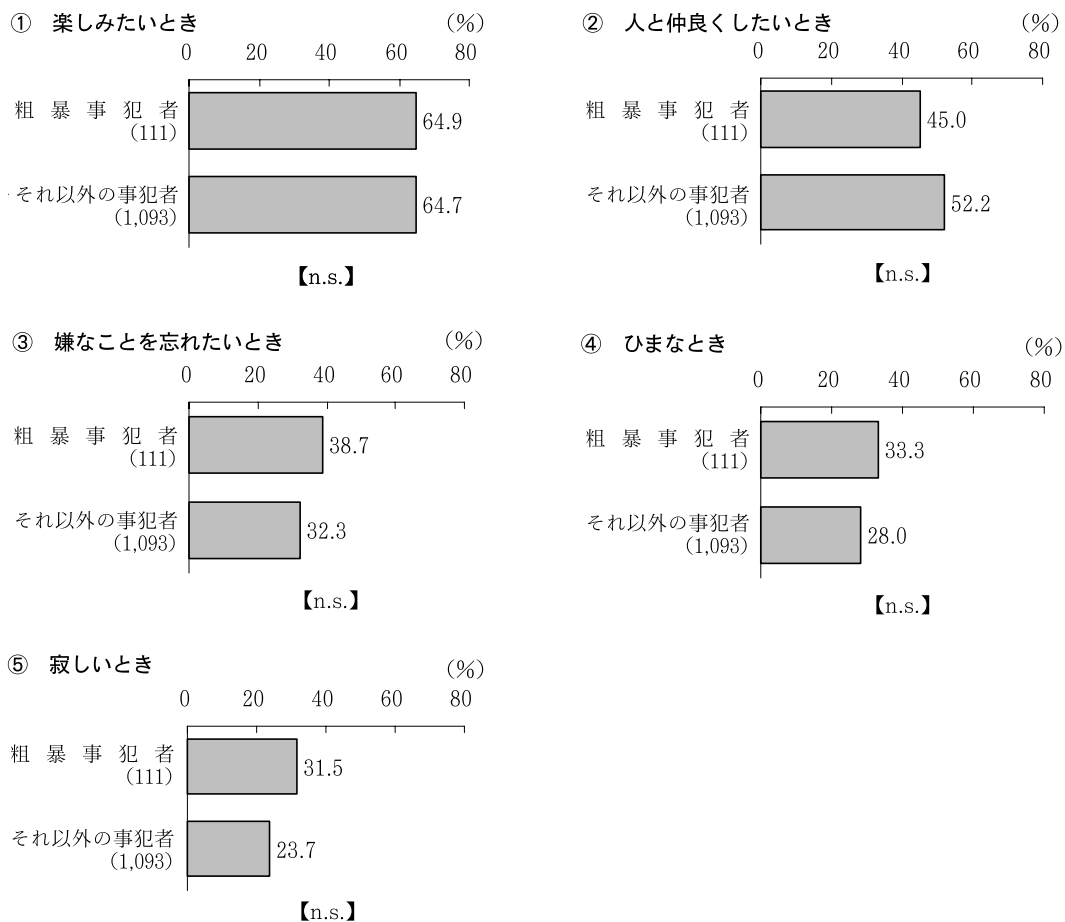 ① 楽しみたいとき (%)
0 20 40 60 80
粗暴事犯者
(111)
64.9
それ以外の事犯者
(1,093)
64.7
【n.s.】
② 人と仲良くしたいとき (%)
0 20 40 60 80
粗暴事犯者
(111)
45.0
それ以外の事犯者
(1,093)
52.2
【n.s.】
③ 嫌なことを忘れたいとき (%)
0 20 40 60 80
粗暴事犯者
(111)
38.7
それ以外の事犯者
(1,093)
32.3
【n.s.】
④ ひまなとき (%)
0 20 40 60 80
粗暴事犯者
(111)
33.3
それ以外の事犯者
(1,093)
28.0
【n.s.】
⑤ 寂しいとき (%)
0 20 40 60 80
粗暴事犯者
(111)
31.5
それ以外の事犯者
(1,093)
23.7
【n.s.】